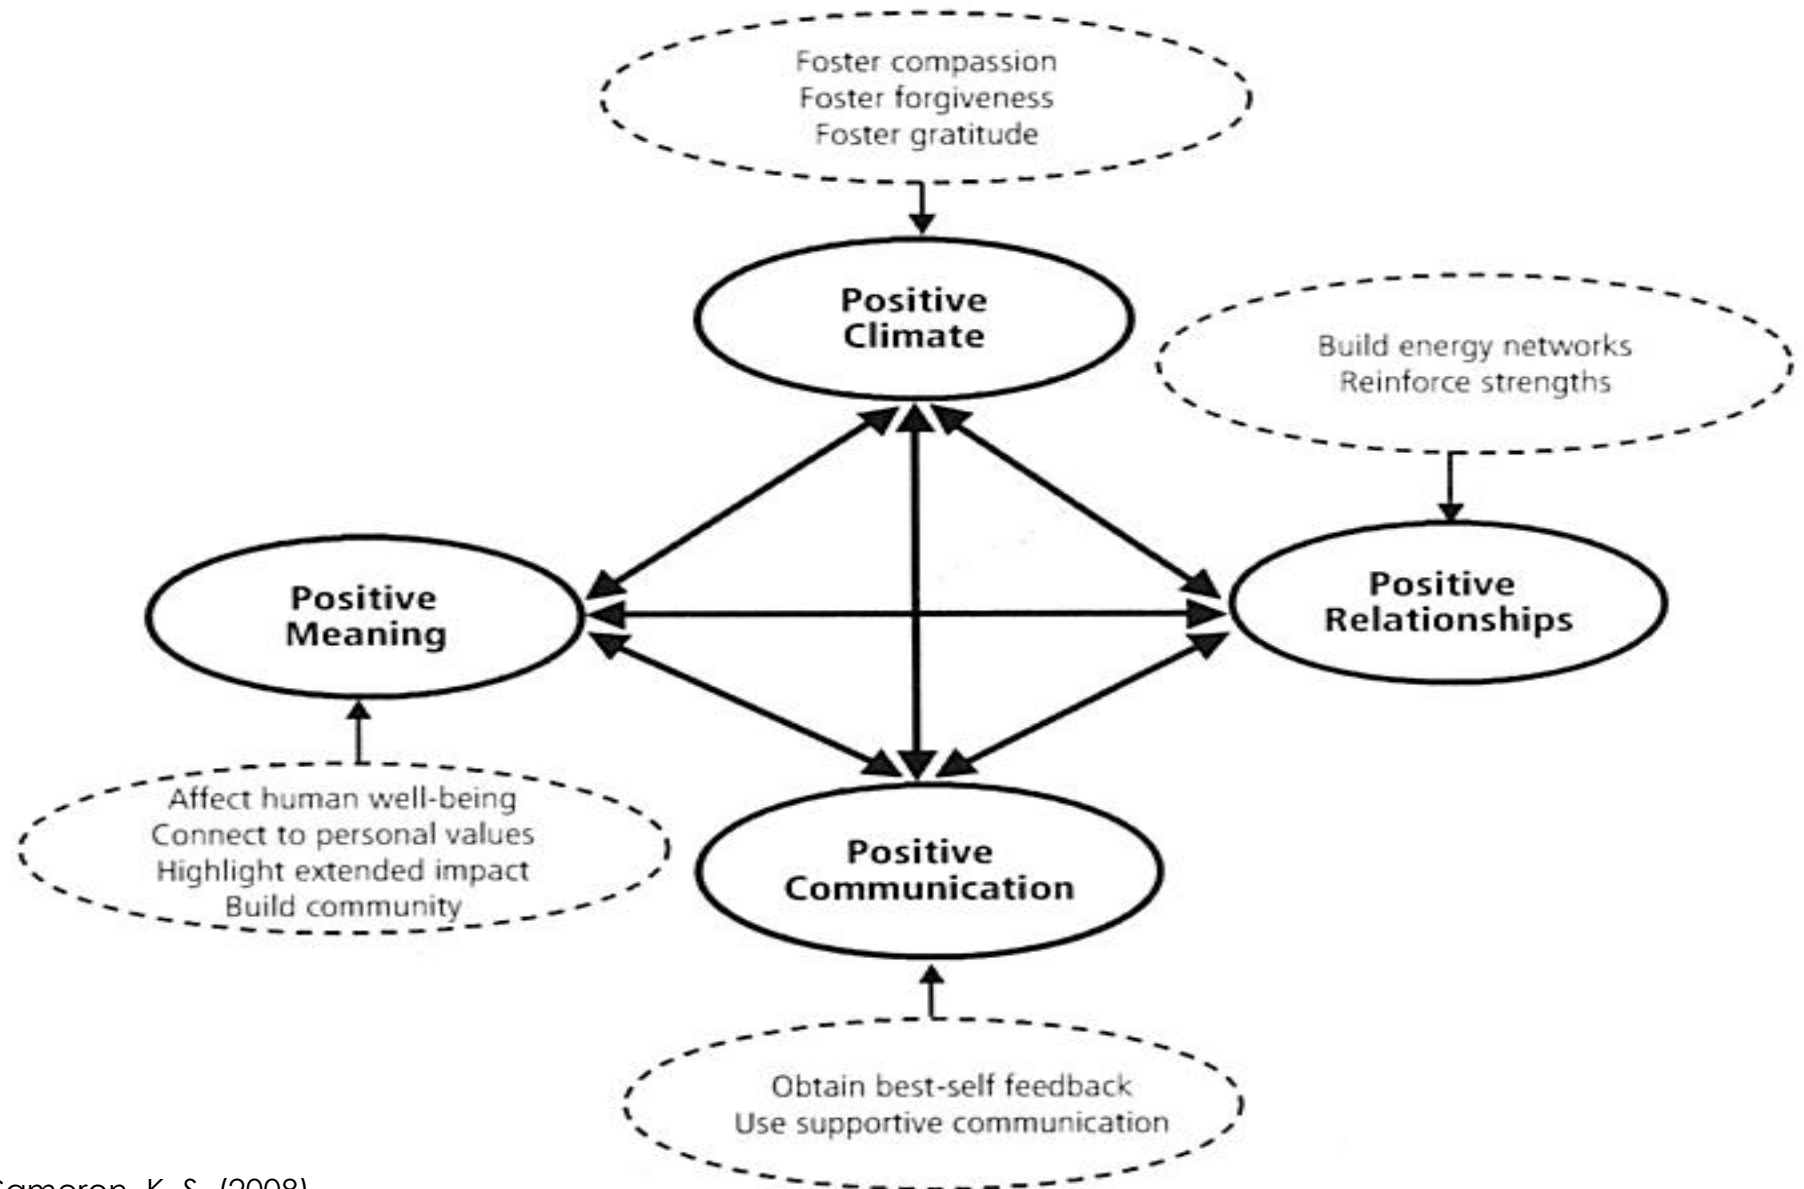 Foster compassion
Foster forgiveness
Foster gratitude
Positive
Climate
Build energy networks
Reinforce strengths
Positive
Meaning
Positive
Relationships
Affect human well-being
Connect to personal values
Highlight extended impact
Build community
Positive
Communication
Obtain best-self feedback
Use supportive communication
Cameron, K. S. (2008)